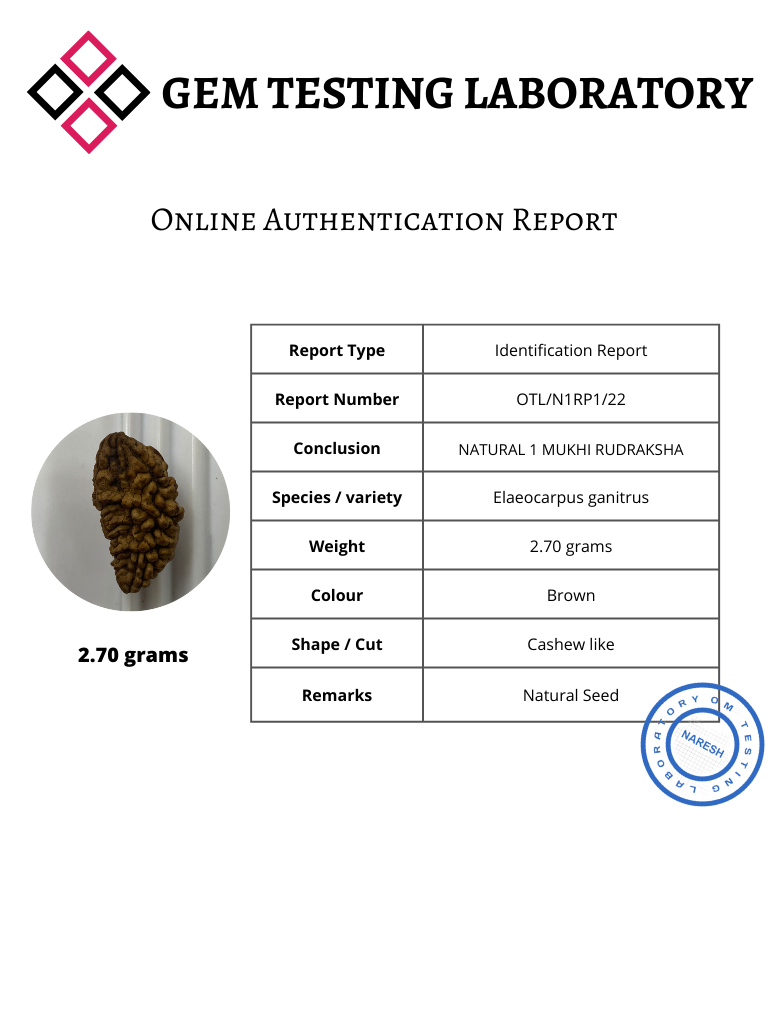 GEM TESTING LABORATORY
Online Authentication Report
Report Type Identification Report
Report Number OTL/N1RP1/22
Conclusion NATURAL 1 MUKHI RUDRAKSHA
Species / variety Elaeocarpus ganitrus
Weight 2.70 grams
Colour Brown
Shape / Cut Cashew like
Remarks Natural Seed
2.70 grams
OM TESTING LABORATORY
NARESH